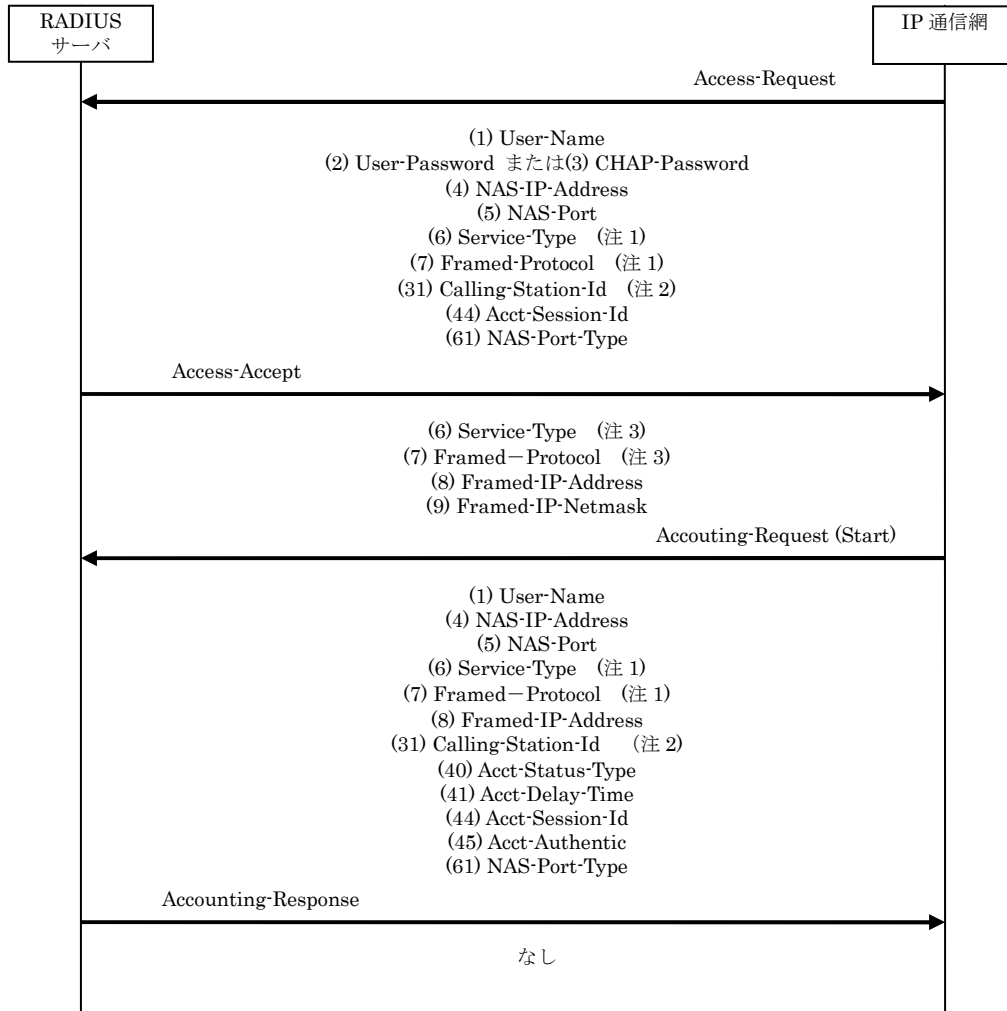 RADIUS
サーバ
IP 通信網
Access-Request
(1) User-Name
(2) User-Password または(3) CHAP-Password
(4) NAS-IP-Address
(5) NAS-Port
(6) Service-Type (注 1)
(7) Framed-Protocol (注 1)
(31) Calling-Station-Id (注 2)
(44) Acct-Session-Id
(61) NAS-Port-Type
Access-Accept
(6) Service-Type (注 3)
(7) Framed－Protocol (注 3)
(8) Framed-IP-Address
(9) Framed-IP-Netmask
Accouting-Request (Start)
(1) User-Name
(4) NAS-IP-Address
(5) NAS-Port
(6) Service-Type (注 1)
(7) Framed－Protocol (注 1)
(8) Framed-IP-Address
(31) Calling-Station-Id (注 2)
(40) Acct-Status-Type
(41) Acct-Delay-Time
(44) Acct-Session-Id
(45) Acct-Authentic
(61) NAS-Port-Type
Accounting-Response
なし